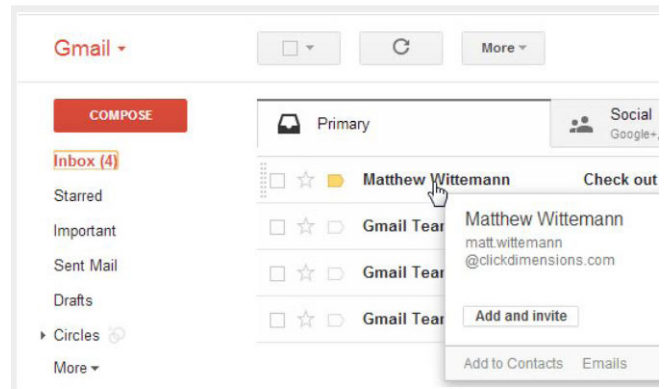 Gmail
More
COMPOSE
Primary
Social
Google+,
Inbox (4)
Matthew Wittemann Check out
Starred
Important
Gmail Tear
Sent Mail
Gmail Tear
Drafts
Gmail Tear
Circles
More
Matthew Wittemann
matt.wittemann
@clickdimensions.com
Add and invite
Add to Contacts Emails